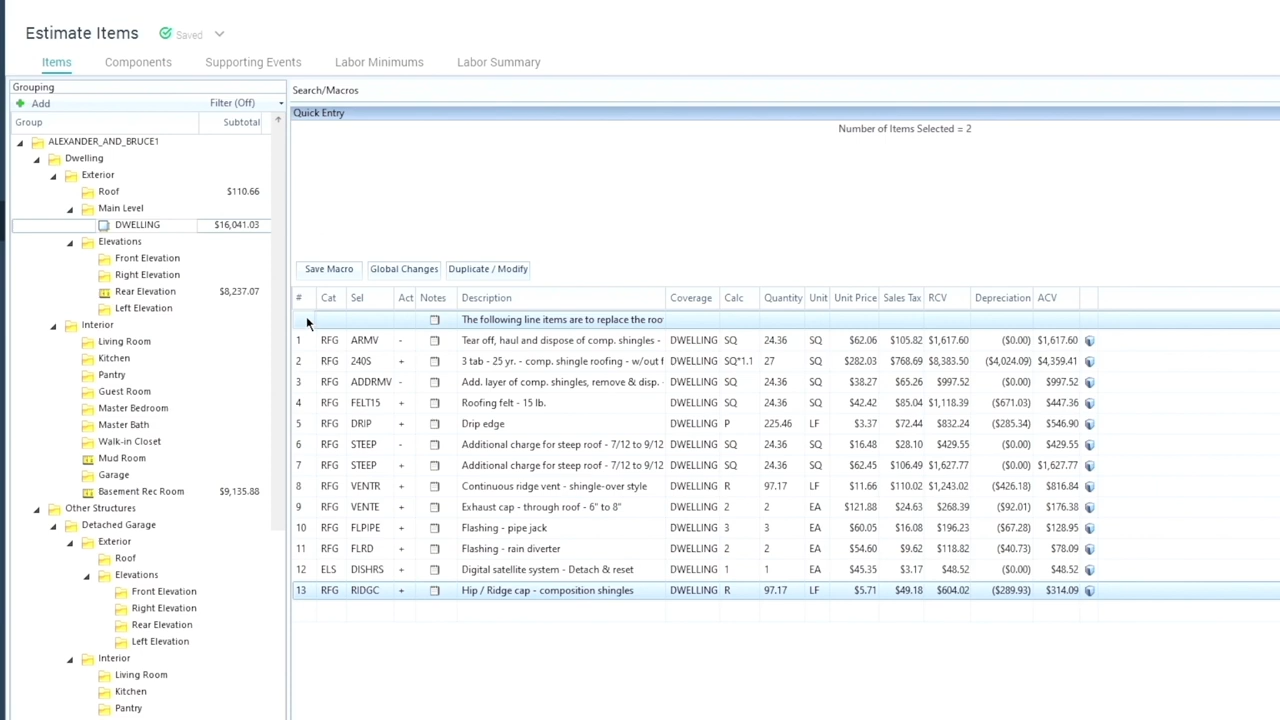 Estimate Items Saved
Items Components Supporting Events Labor Minimums Labor Summary
Grouping
Add Filter (Off)
Group Subtotal
ALEXANDER_AND_BRUCE1
Dwelling
Exterior
Roof $110.66
Main Level
DWELLING $16,041.03
Elevations
Front Elevation
Right Elevation
Rear Elevation $8,237.07
Left Elevation
Interior
Living Room
Kitchen
Pantry
Guest Room
Master Bedroom
Master Bath
Walk-in Closet
Mud Room
Garage
Basement Rec Room $9,135.88
Other Structures
Detached Garage
Exterior
Roof
Elevations
Front Elevation
Right Elevation
Rear Elevation
Left Elevation
Interior
Living Room
Kitchen
Pantry
Search/Macros
Quick Entry
Number of Items Selected = 2
Save Macro Global Changes Duplicate / Modify
# Cat Sel Act Notes Description Coverage Calc Quantity Unit Unit Price Sales Tax RCV Depreciation ACV
The following line items are to replace the roo
1 RFG ARMV - Tear off, haul and dispose of comp. shingles - DWELLING SQ 24.36 SQ $62.06 $105.82 $1,617.60 ($0.00) $1,617.60
2 RFG 240S + 3 tab - 25 yr. - comp. shingle roofing - w/out f DWELLING SQ*1.1 27 SQ $282.03 $768.69 $8,383.50 ($4,024.09) $4,359.41
3 RFG ADDRMV - Add. layer of comp. shingles, remove & disp. - DWELLING SQ 24.36 SQ $38.27 $65.26 $997.52 ($0.00) $997.52
4 RFG FELT15 + Roofing felt - 15 lb. DWELLING SQ 24.36 SQ $42.42 $85.04 $1,118.39 ($671.03) $447.36
5 RFG DRIP + Drip edge DWELLING P 225.46 LF $3.37 $72.44 $832.24 ($285.34) $546.90
6 RFG STEEP - Additional charge for steep roof - 7/12 to 9/12 DWELLING SQ 24.36 SQ $16.48 $28.10 $429.55 ($0.00) $429.55
7 RFG STEEP + Additional charge for steep roof - 7/12 to 9/12 DWELLING SQ 24.36 SQ $62.45 $106.49 $1,627.77 ($0.00) $1,627.77
8 RFG VENTR + Continuous ridge vent - shingle-over style DWELLING R 97.17 LF $11.66 $110.02 $1,243.02 ($426.18) $816.84
9 RFG VENTE + Exhaust cap - through roof - 6" to 8" DWELLING 2 2 EA $121.88 $24.63 $268.39 ($92.01) $176.38
10 RFG FLPIPE + Flashing - pipe jack DWELLING 3 3 EA $60.05 $16.08 $196.23 ($67.28) $128.95
11 RFG FLRD + Flashing - rain diverter DWELLING 2 2 EA $54.60 $9.62 $118.82 ($40.73) $78.09
12 ELS DISHRS + Digital satellite system - Detach & reset DWELLING 1 1 EA $45.35 $3.17 $48.52 ($0.00) $48.52
13 RFG RIDGC + Hip / Ridge cap - composition shingles DWELLING R 97.17 LF $5.71 $49.18 $604.02 ($289.93) $314.09